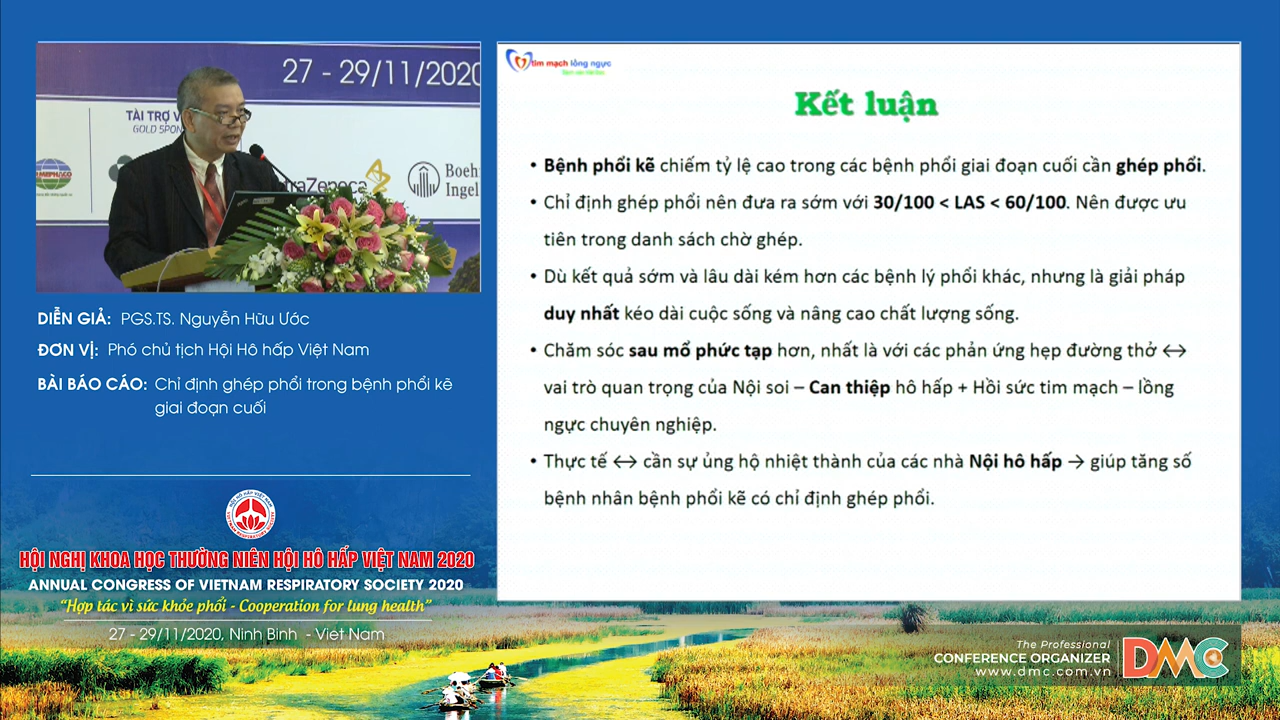 27 - 29/11/2020
TÀI TRỢ V
GOLD SPON
MEPHACO
traZeneca
Boehr
Ingel
DIỄN GIẢ: PGS.TS. Nguyễn Hữu Ước
ĐƠN VỊ: Phó chủ tịch Hội Hô hấp Việt Nam
BÀI BÁO CÁO: Chỉ định ghép phổi trong bệnh phổi kẽ
giai đoạn cuối
HỘI NGHỊ KHOA HỌC THƯỜNG NIÊN HỘI HÔ HẤP VIỆT NAM 2020
ANNUAL CONGRESS OF VIETNAM RESPIRATORY SOCIETY 2020
“Hợp tác vì sức khỏe phổi - Cooperation for lung health”
27 - 29/11/2020, Ninh Binh - Viet Nam
tim mạch lồng ngực
Kết luận
• Bệnh phổi kẽ chiếm tỷ lệ cao trong các bệnh phổi giai đoạn cuối cần ghép phổi.
• Chỉ định ghép phổi nên đưa ra sớm với 30/100 < LAS < 60/100. Nên được ưu
tiên trong danh sách chờ ghép.
• Dù kết quả sớm và lâu dài kém hơn các bệnh lý phổi khác, nhưng là giải pháp
duy nhất kéo dài cuộc sống và nâng cao chất lượng sống.
• Chăm sóc sau mổ phức tạp hơn, nhất là với các phản ứng hẹp đường thở ↔
vai trò quan trọng của Nội soi – Can thiệp hô hấp + Hồi sức tim mạch – lồng
ngực chuyên nghiệp.
• Thực tế ↔ cần sự ủng hộ nhiệt thành của các nhà Nội hô hấp → giúp tăng số
bệnh nhân bệnh phổi kẽ có chỉ định ghép phổi.
The Professional
CONFERENCE ORGANIZER
www.dmc.com.vn
DMC